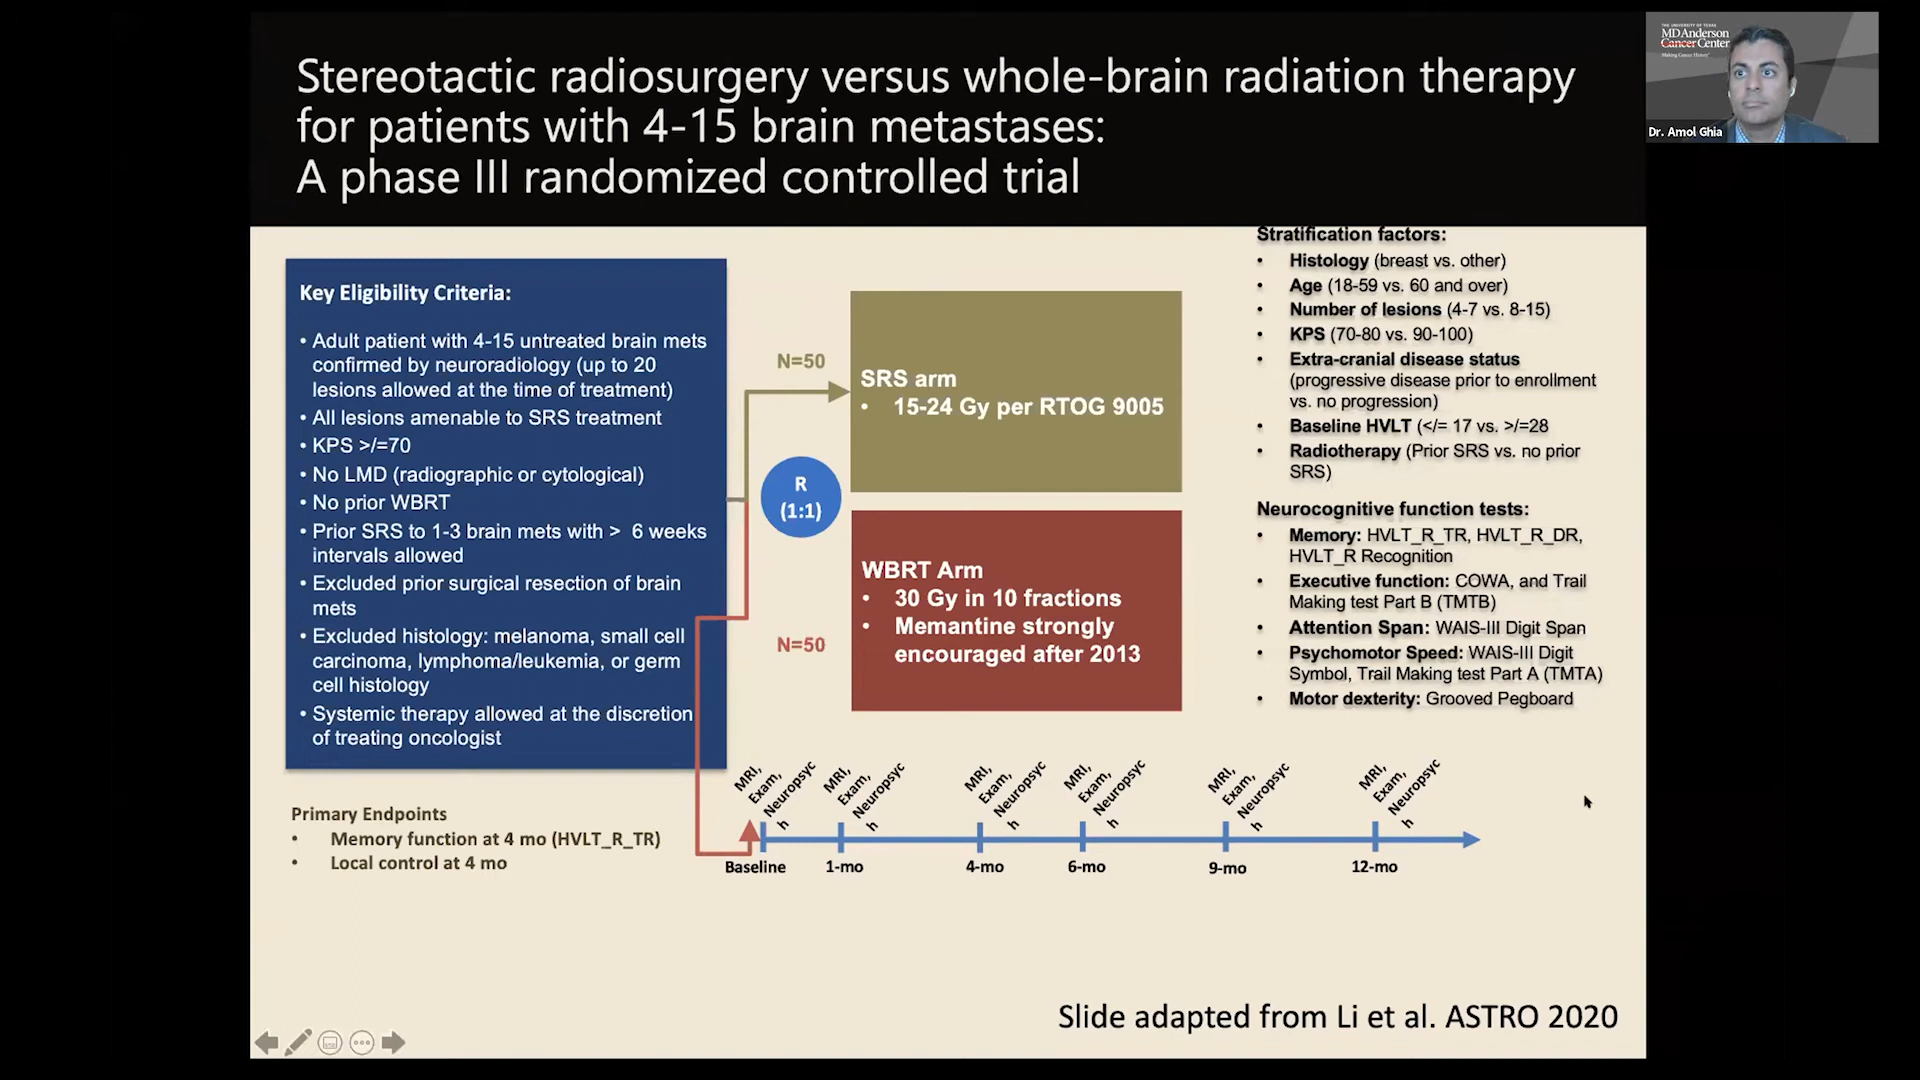 Stereotactic radiosurgery versus whole-brain radiation therapy
for patients with 4-15 brain metastases:
A phase III randomized controlled trial
THE UNIVERSITY OF TEXAS
MD Anderson
Cancer Center
Making Cancer History®
Dr. Amol Ghia
Key Eligibility Criteria:
• Adult patient with 4-15 untreated brain mets
confirmed by neuroradiology (up to 20
lesions allowed at the time of treatment)
• All lesions amenable to SRS treatment
• KPS >/=70
• No LMD (radiographic or cytological)
• No prior WBRT
• Prior SRS to 1-3 brain mets with > 6 weeks
intervals allowed
• Excluded prior surgical resection of brain
mets
• Excluded histology: melanoma, small cell
carcinoma, lymphoma/leukemia, or germ
cell histology
• Systemic therapy allowed at the discretion
of treating oncologist
Primary Endpoints
• Memory function at 4 mo (HVLT_R_TR)
• Local control at 4 mo
N=50
R
(1:1)
N=50
SRS arm
• 15-24 Gy per RTOG 9005
WBRT Arm
• 30 Gy in 10 fractions
• Memantine strongly
encouraged after 2013
Stratification factors:
• Histology (breast vs. other)
• Age (18-59 vs. 60 and over)
• Number of lesions (4-7 vs. 8-15)
• KPS (70-80 vs. 90-100)
• Extra-cranial disease status
(progressive disease prior to enrollment
vs. no progression)
• Baseline HVLT (</= 17 vs. >/=28
• Radiotherapy (Prior SRS vs. no prior
SRS)
Neurocognitive function tests:
• Memory: HVLT_R_TR, HVLT_R_DR,
HVLT_R Recognition
• Executive function: COWA, and Trail
Making test Part B (TMTB)
• Attention Span: WAIS-III Digit Span
• Psychomotor Speed: WAIS-III Digit
Symbol, Trail Making test Part A (TMTA)
• Motor dexterity: Grooved Pegboard
MRI,
Exam,
Neuropsyc
h
MRI,
Exam,
Neuropsyc
h
MRI,
Exam,
Neuropsyc
h
MRI,
Exam,
Neuropsyc
h
MRI,
Exam,
Neuropsyc
h
MRI,
Exam,
Neuropsyc
h
Baseline
1-mo
4-mo
6-mo
9-mo
12-mo
Slide adapted from Li et al. ASTRO 2020